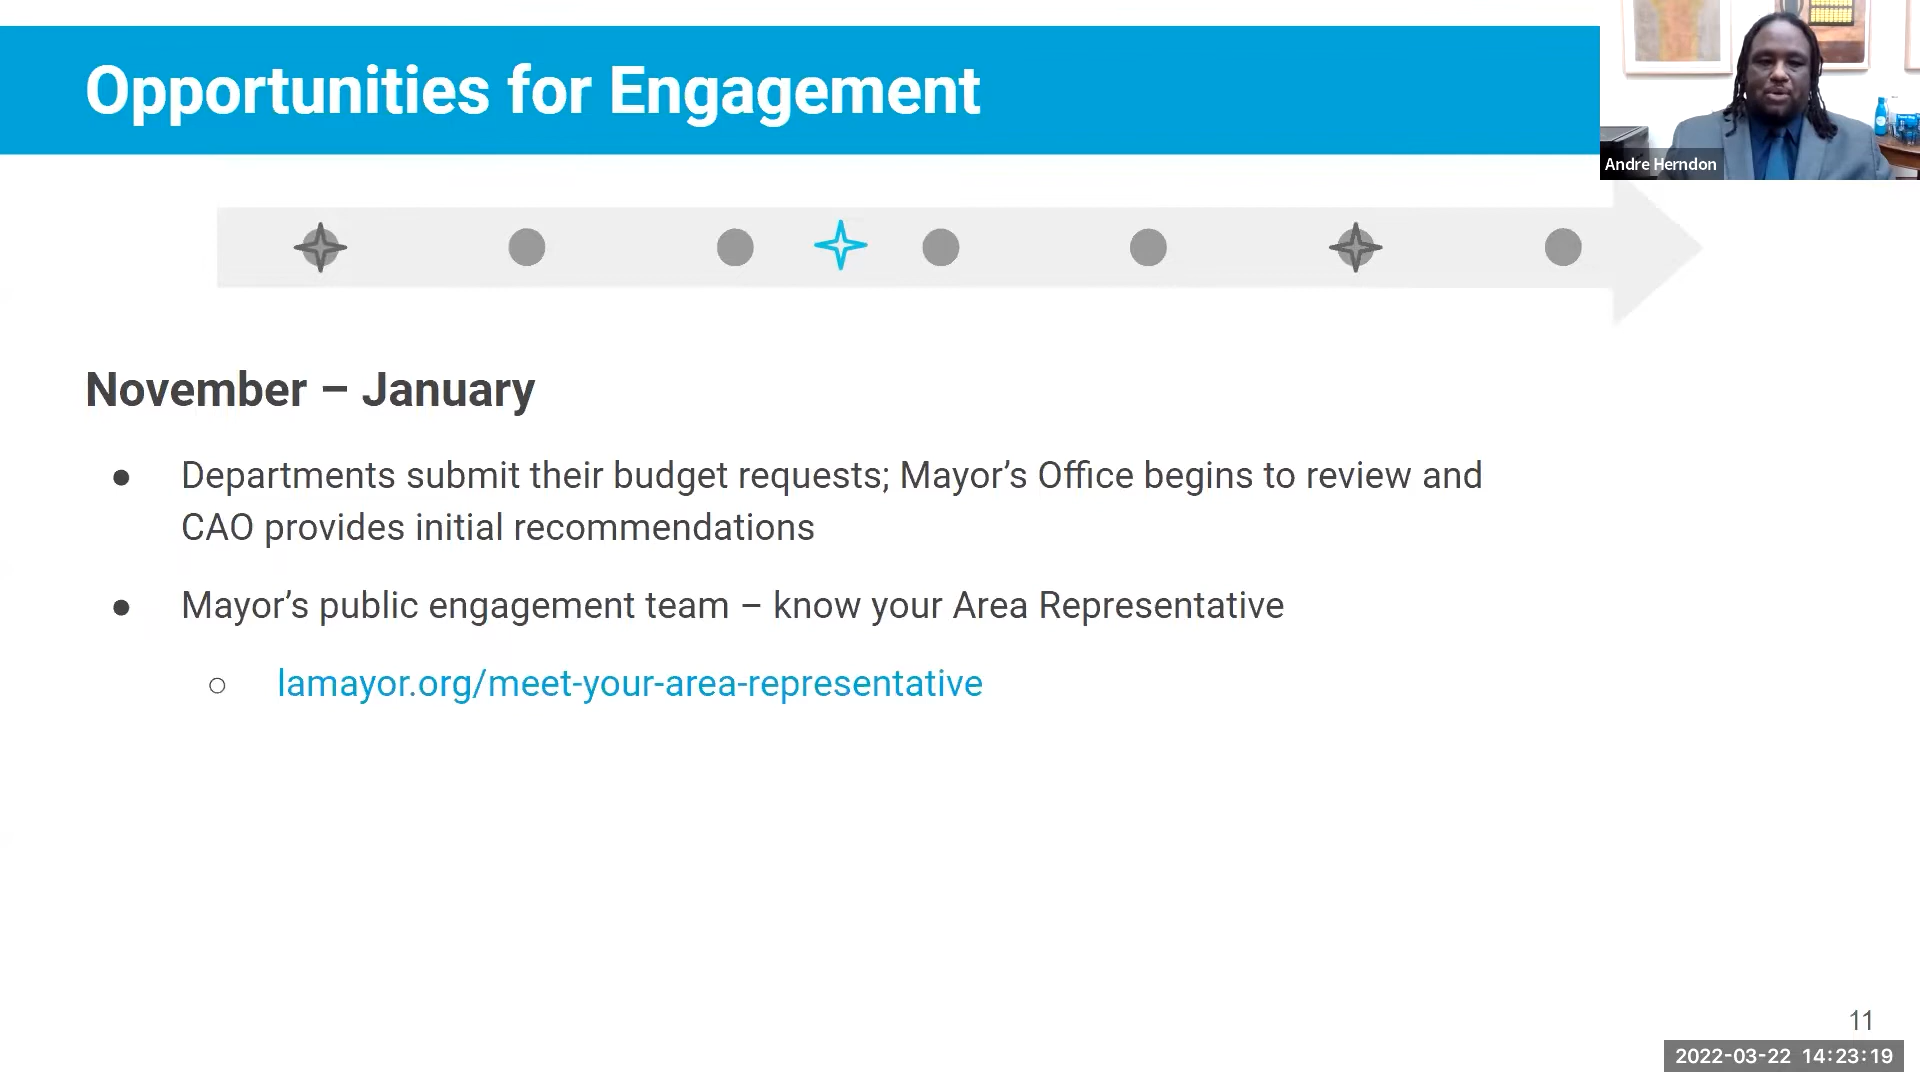 Opportunities for Engagement
Andre Herndon
November – January
● Departments submit their budget requests; Mayor’s Office begins to review and
CAO provides initial recommendations
● Mayor’s public engagement team – know your Area Representative
○ lamayor.org/meet-your-area-representative
11
2022-03-22 14:23:19